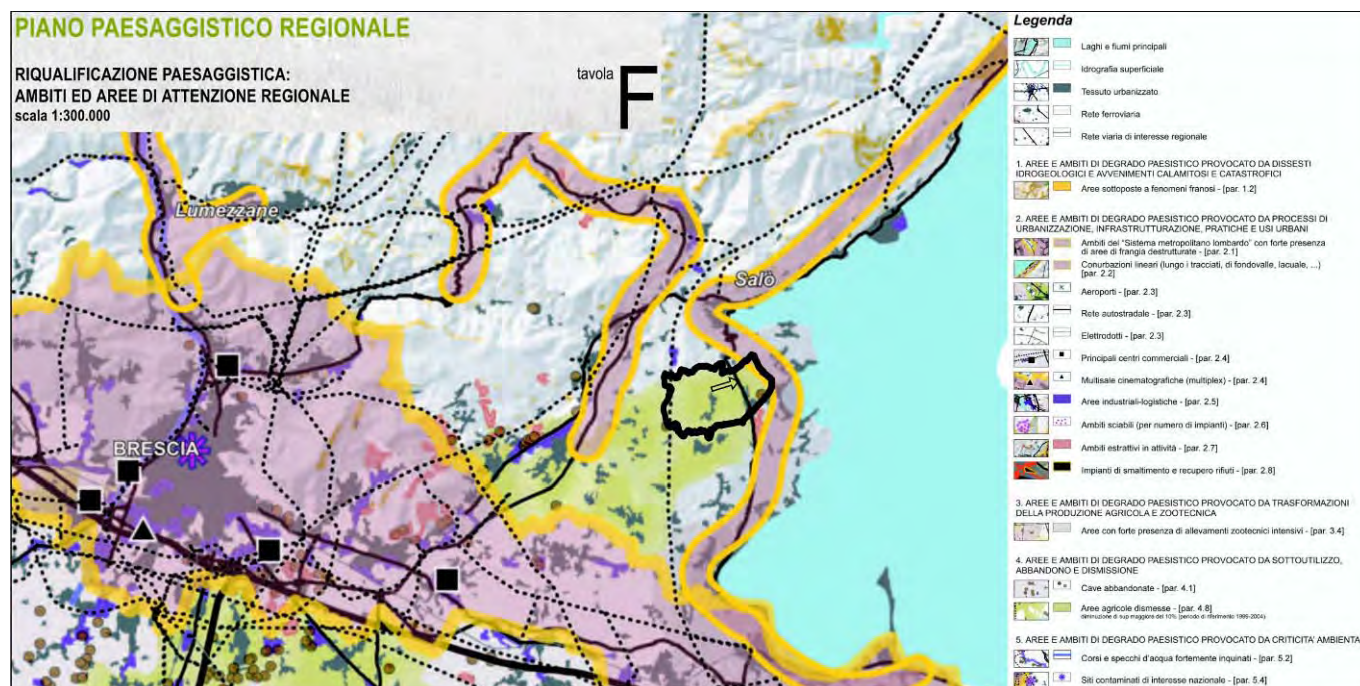 PIANO PAESAGGISTICO REGIONALE
RIQUALIFICAZIONE PAESAGGISTICA:
AMBITI ED AREE DI ATTENZIONE REGIONALE
scala 1:300.000
tavola
F
Lumezzane
Salò
BRESCIA
Legenda
Laghi e fiumi principali
Idrografia superficiale
Tessuto urbanizzato
Rete ferroviaria
Rete viaria di interesse regionale
1. AREE E AMBITI DI DEGRADO PAESISTICO PROVOCATO DA DISSESTI
IDROGEOLOGICI E AVVENIMENTI CALAMITOSI E CATASTROFICI
Aree sottoposte a fenomeni franosi - [par. 1.2]
2. AREE E AMBITI DI DEGRADO PAESISTICO PROVOCATO DA PROCESSI DI
URBANIZZAZIONE, INFRASTRUTTURAZIONE, PRATICHE E USI URBANI
Ambiti del "Sistema metropolitano lombardo" con forte presenza
di aree di frangia destrutturate - [par. 2.1]
Conurbazioni lineari (lungo i tracciati, di fondovalle, lacuale, ...)
[par. 2.2]
Aeroporti - [par. 2.3]
Rete autostradale - [par. 2.3]
Elettrodotti - [par. 2.3]
Principali centri commerciali - [par. 2.4]
Multisale cinematografiche (multiplex) - [par. 2.4]
Aree industriali-logistiche - [par. 2.5]
Ambiti sciabili (per numero di impianti) - [par. 2.6]
Ambiti estrattivi in attività - [par. 2.7]
Impianti di smaltimento e recupero rifiuti - [par. 2.8]
3. AREE E AMBITI DI DEGRADO PAESISTICO PROVOCATO DA TRASFORMAZIONI
DELLA PRODUZIONE AGRICOLA E ZOOTECNICA
Aree con forte presenza di allevamenti zootecnici intensivi - [par. 3.4]
4. AREE E AMBITI DI DEGRADO PAESISTICO PROVOCATO DA SOTTOUTILIZZO,
ABBANDONO E DISMISSIONE
Cave abbandonate - [par. 4.1]
Aree agricole dismesse - [par. 4.8]
diminuzione di sup maggiore del 10% (periodo di riferimento 1999-2004)
5. AREE E AMBITI DI DEGRADO PAESISTICO PROVOCATO DA CRITICITA' AMBIENTA
Corsi e specchi d'acqua fortemente inquinati - [par. 5.2]
Siti contaminati di interesse nazionale - [par. 5.4]